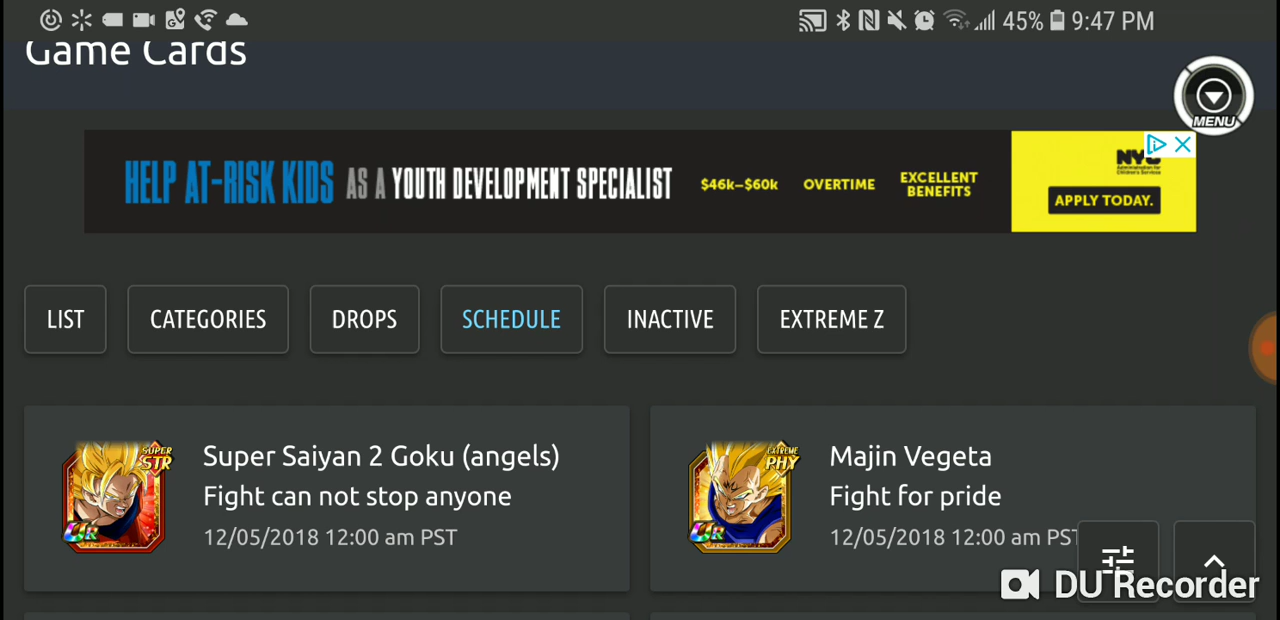 45% 9:47 PM
Game Cards
MENU
HELP AT-RISK KIDS AS A YOUTH DEVELOPMENT SPECIALIST
$46k–$60k
OVERTIME
EXCELLENT
BENEFITS
NYC
APPLY TODAY.
LIST
CATEGORIES
DROPS
SCHEDULE
INACTIVE
EXTREME Z
SUPER
STR
UR
Super Saiyan 2 Goku (angels)
Fight can not stop anyone
12/05/2018 12:00 am PST
EXTREME
PHY
UR
Majin Vegeta
Fight for pride
12/05/2018 12:00 am PST
DU Recorder